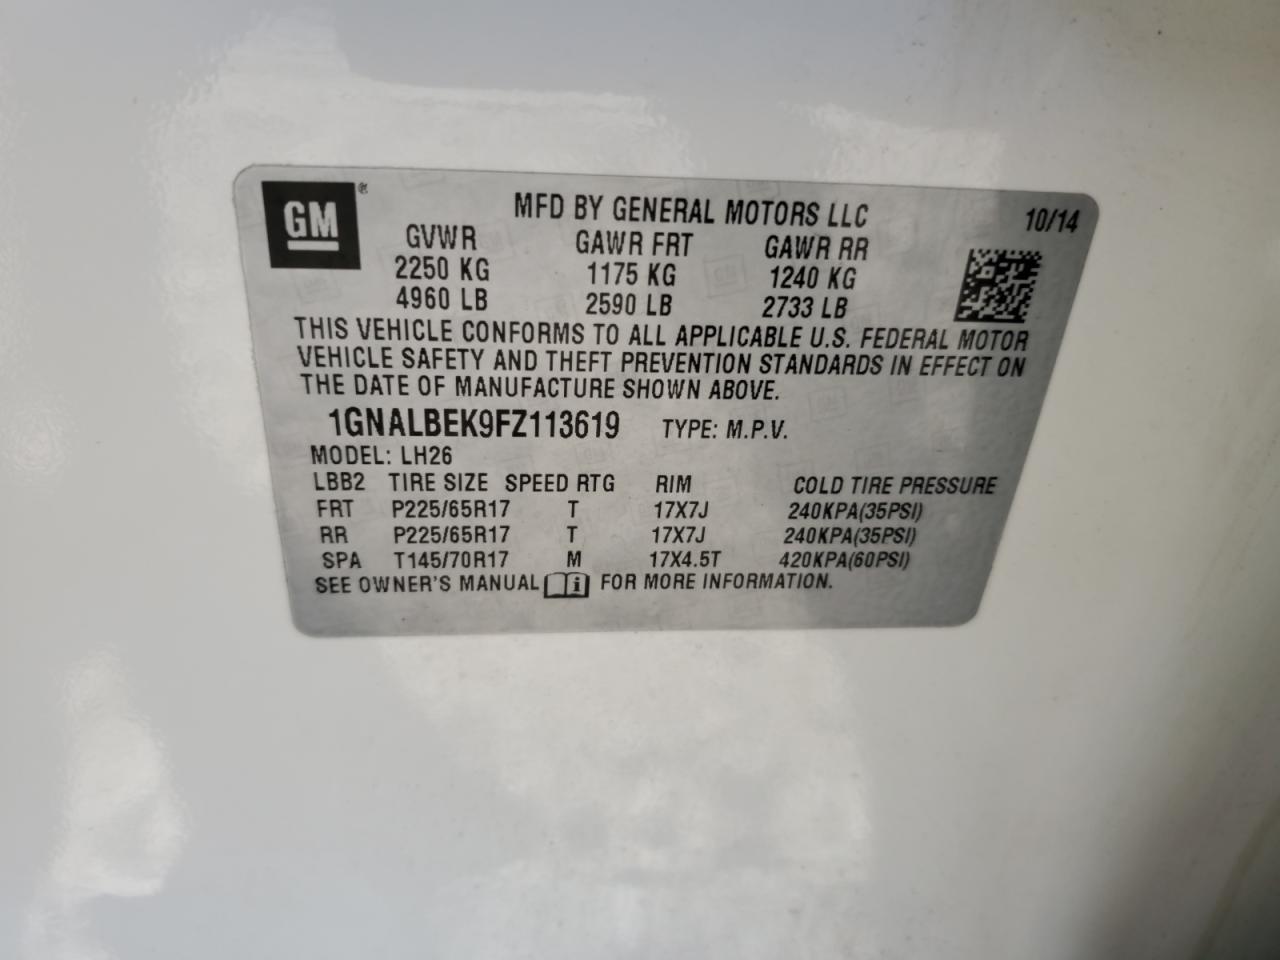 GM ® MFD BY GENERAL MOTORS LLC 10/14
GVWR GAWR FRT GAWR RR
2250 KG 1175 KG 1240 KG
4960 LB 2590 LB 2733 LB
THIS VEHICLE CONFORMS TO ALL APPLICABLE U.S. FEDERAL MOTOR
VEHICLE SAFETY AND THEFT PREVENTION STANDARDS IN EFFECT ON
THE DATE OF MANUFACTURE SHOWN ABOVE.
1GNALBEK9FZ113619 TYPE: M.P.V.
MODEL: LH26
LBB2 TIRE SIZE SPEED RTG RIM COLD TIRE PRESSURE
FRT P225/65R17 T 17X7J 240KPA(35PSI)
RR P225/65R17 T 17X7J 240KPA(35PSI)
SPA T145/70R17 M 17X4.5T 420KPA(60PSI)
SEE OWNER'S MANUAL i FOR MORE INFORMATION.